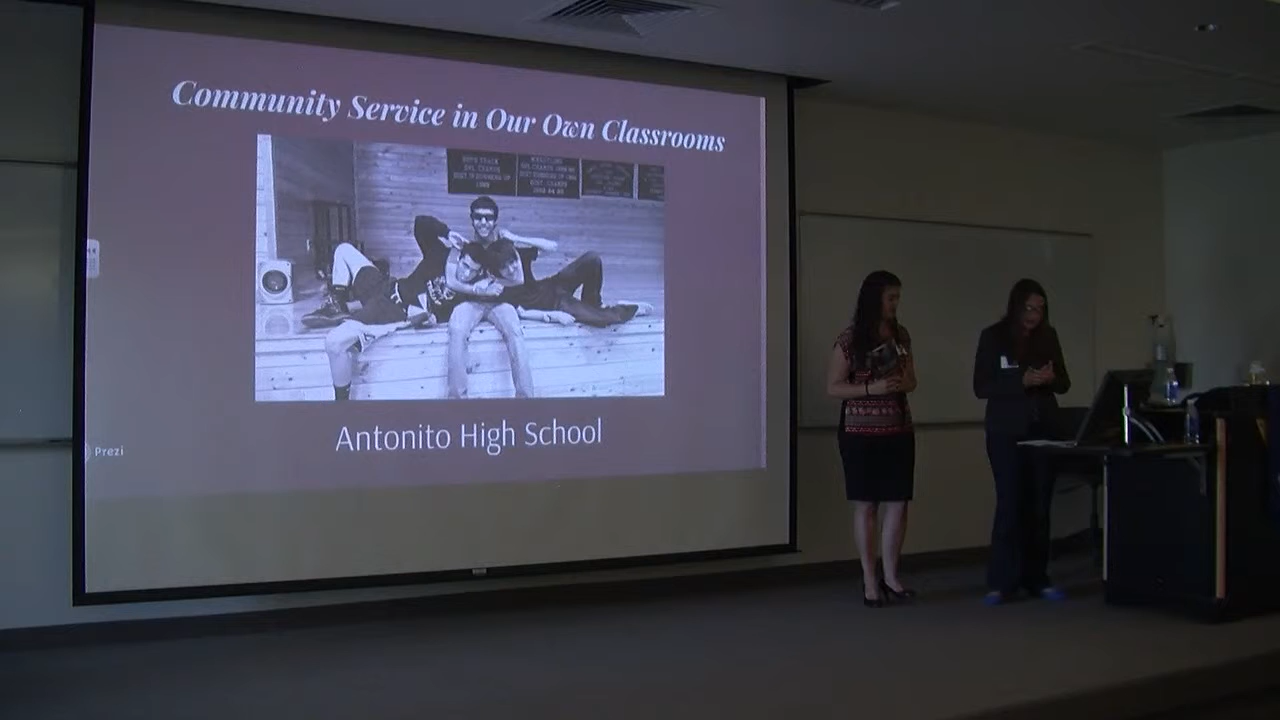 Community Service in Our Own Classrooms
Antonito High School
Prezi